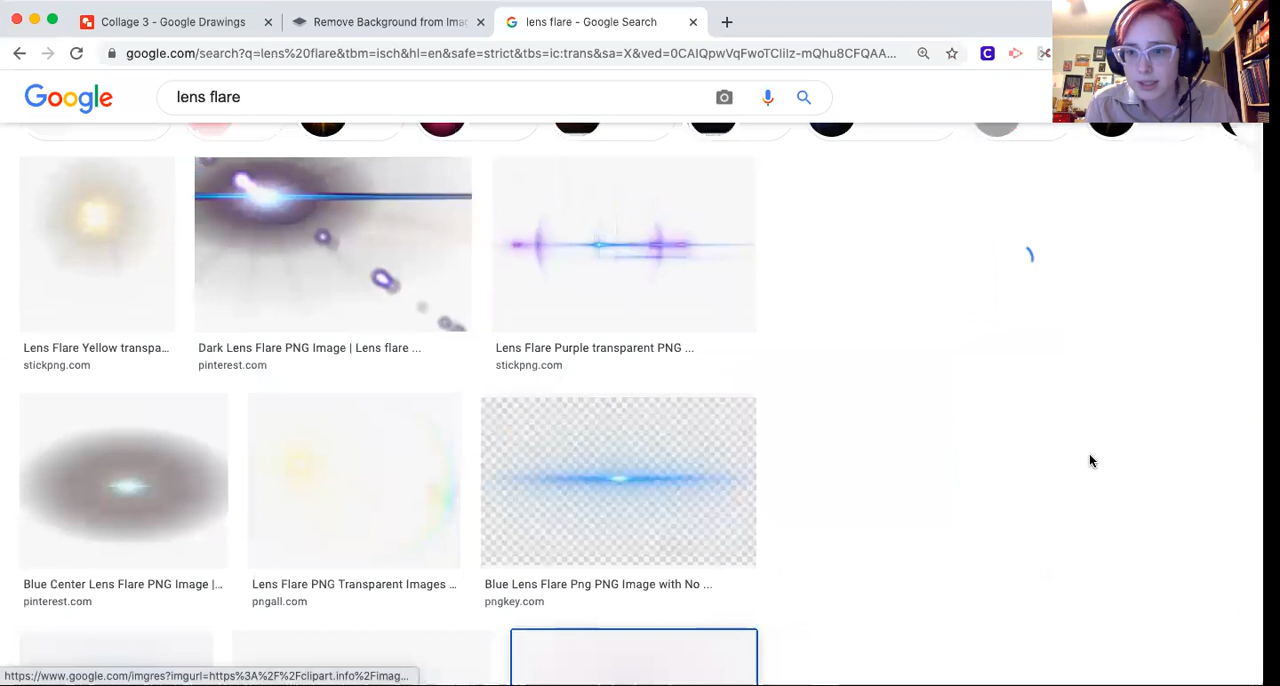 Collage 3 - Google Drawings
Remove Background from Ima
lens flare - Google Search
google.com/search?q=lens%20flare&tbm=isch&hl=en&safe=strict&tbs=ic:trans&sa=X&ved=0CAIQpwVqFwoTCIiIz-mQhu8CFQAA...
Google
lens flare
Lens Flare Yellow transpa...
stickpng.com
Dark Lens Flare PNG Image | Lens flare ...
pinterest.com
Lens Flare Purple transparent PNG ...
stickpng.com
Blue Center Lens Flare PNG Image |...
pinterest.com
Lens Flare PNG Transparent Images ...
pngall.com
Blue Lens Flare Png PNG Image with No ...
pngkey.com
https://www.google.com/imgres?imgurl=https%3A%2F%2Fclipart.info%2Fimag...